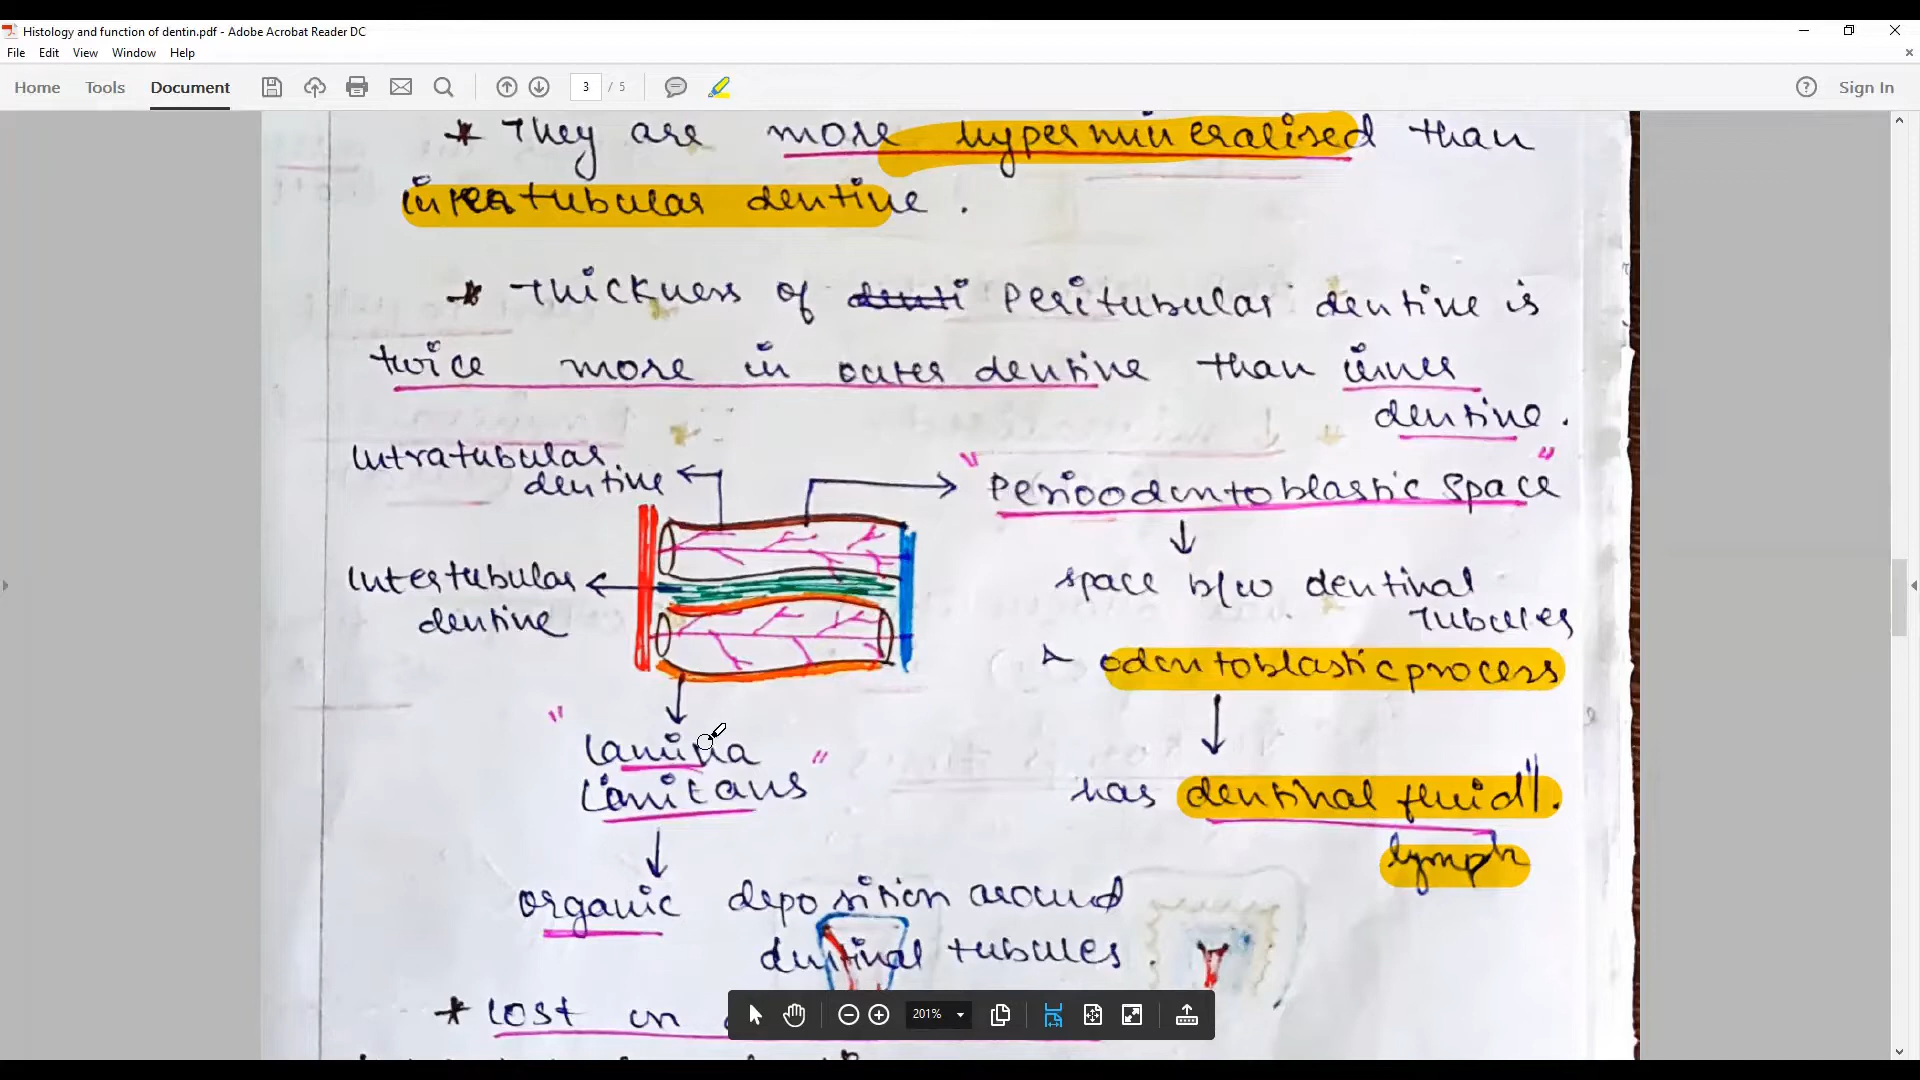 Histology and function of dentin.pdf - Adobe Acrobat Reader DC
File Edit View Window Help
Home Tools Document 3 / 5 Sign In
* They are more hypermineralised than
intertubular dentine.
* Thickness of Peritubular dentine is
twice more in outer dentine than inner
dentine.
Intratubular
dentine
"Perioodontoblastic space"
Intertubular
dentine
space b/w dentinal
tubules
odontoblastic process
"Lamina
Limitans"
has dentinal fluid".
lymph
organic deposition around
dentinal tubules.
* Lost on
201%